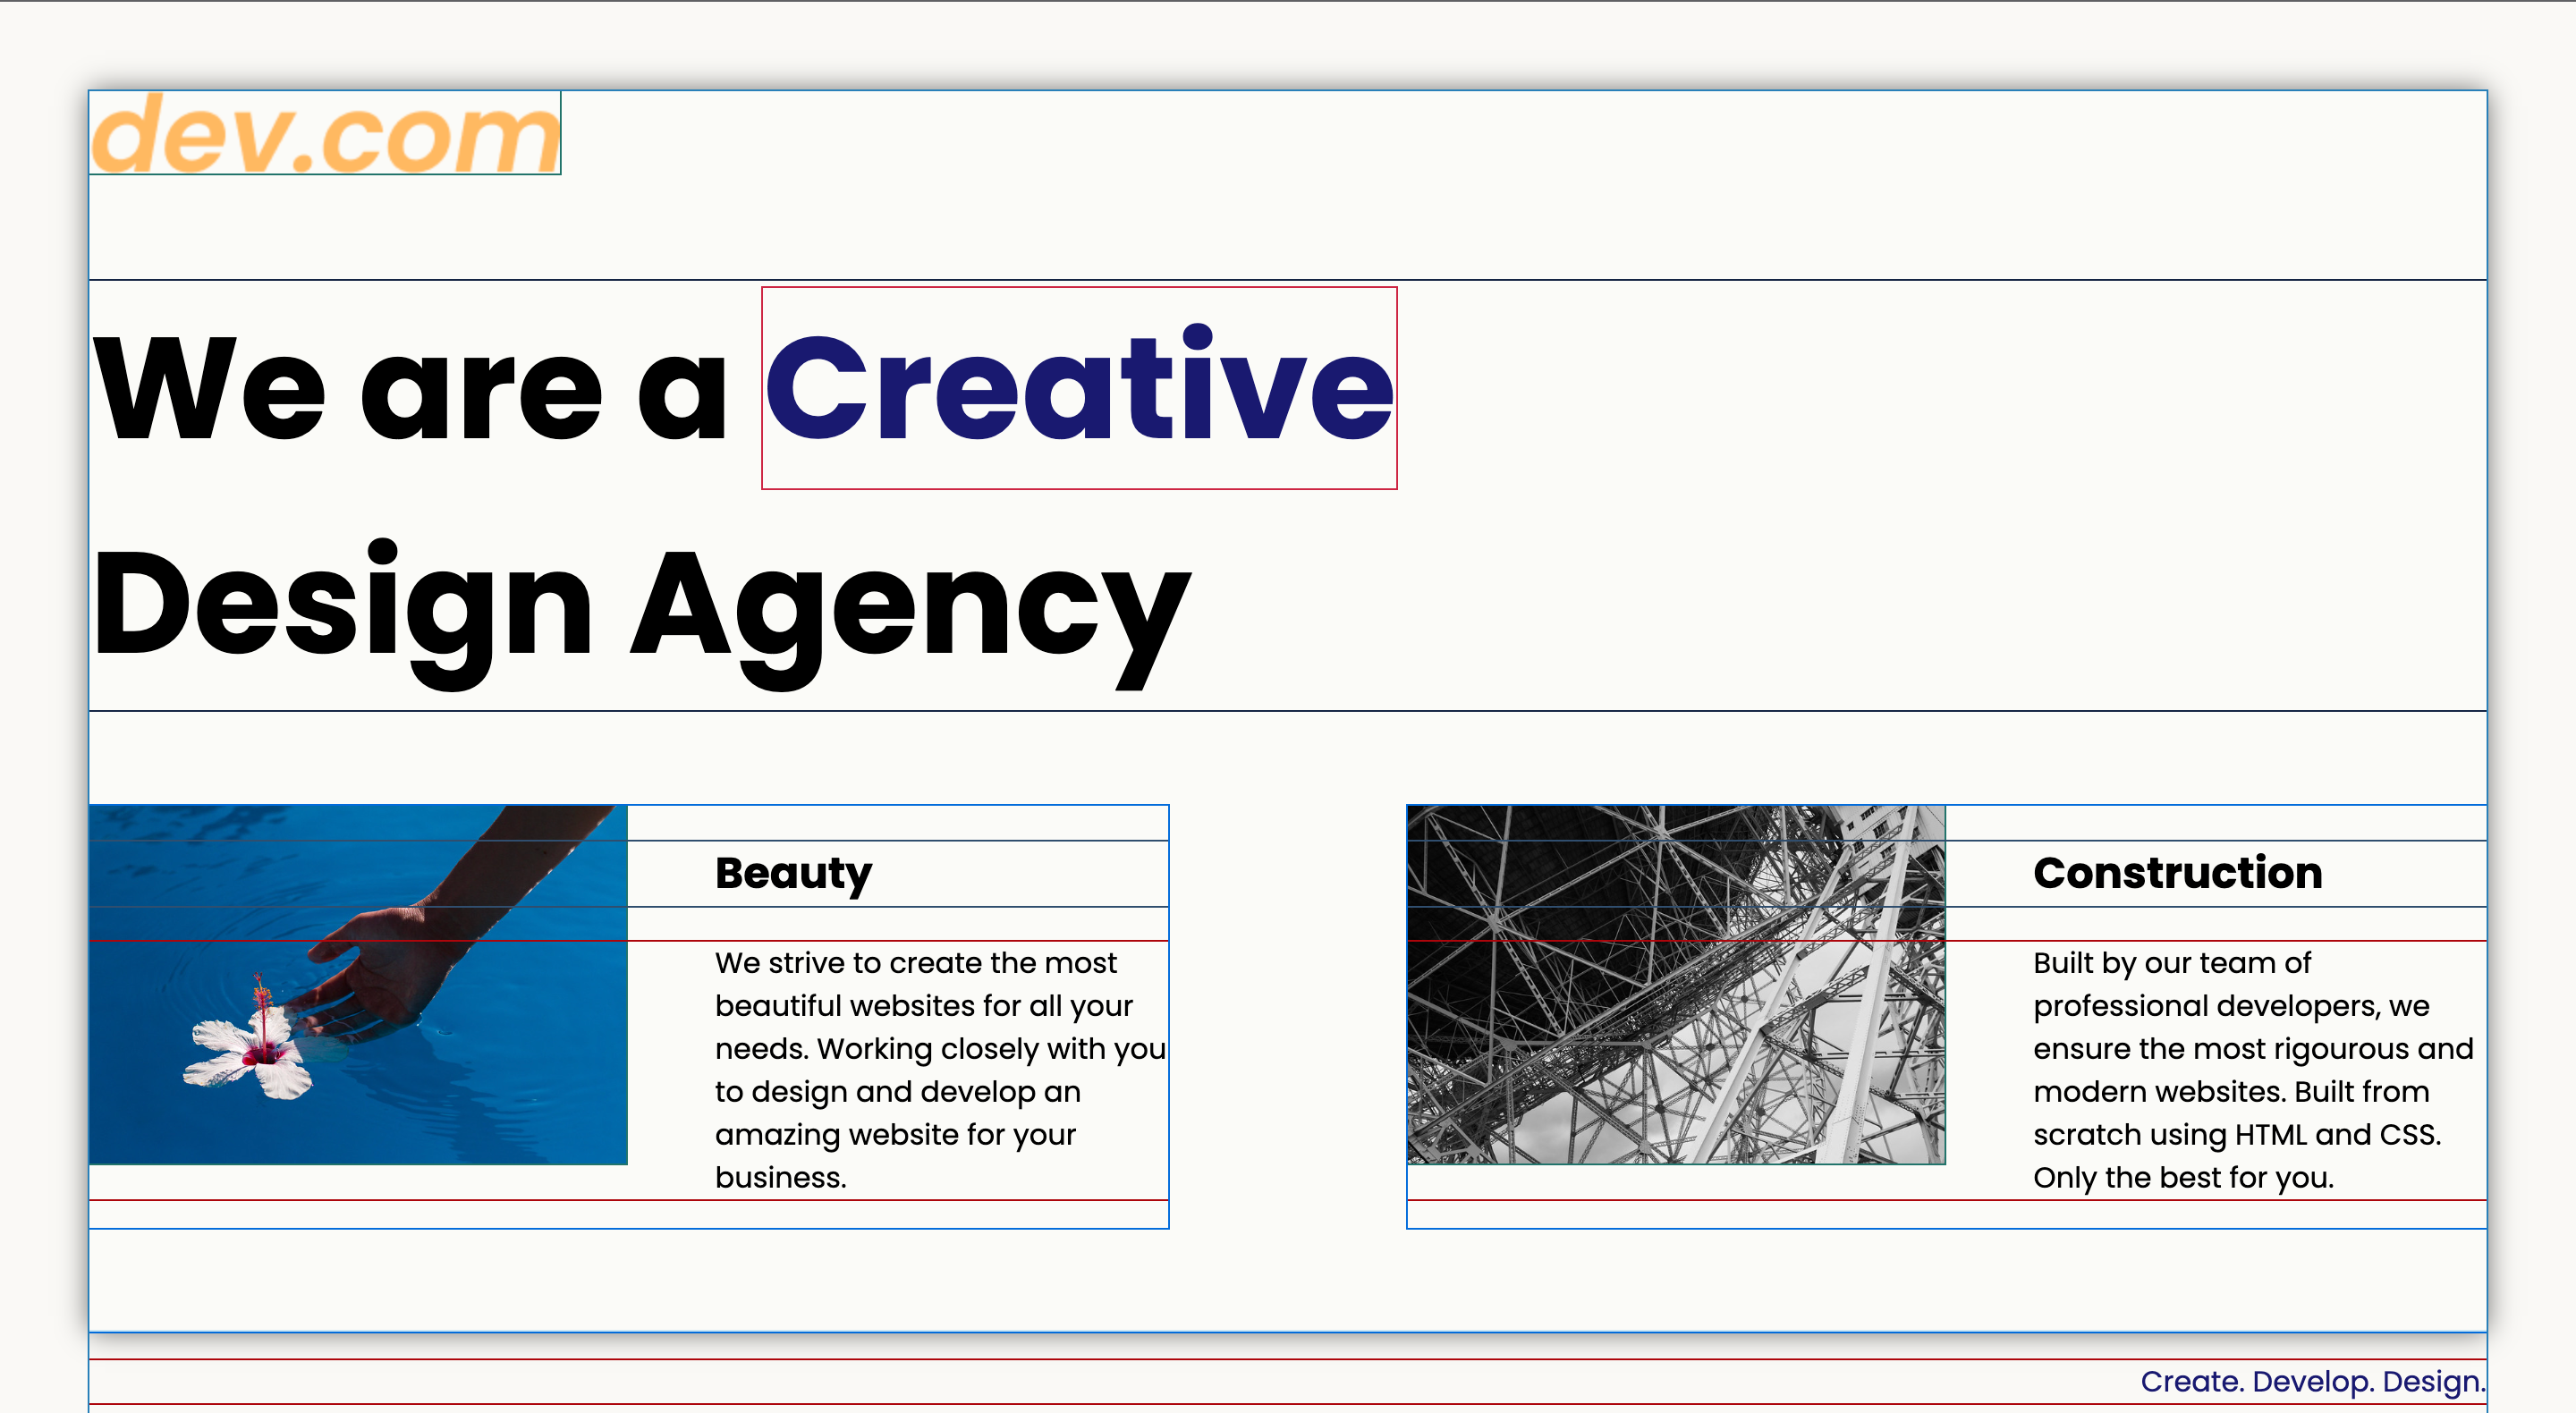 dev.com
We are a Creative
Design Agency
Beauty
We strive to create the most
beautiful websites for all your
needs. Working closely with you
to design and develop an
amazing website for your
business.
Construction
Built by our team of
professional developers, we
ensure the most rigourous and
modern websites. Built from
scratch using HTML and CSS.
Only the best for you.
Create. Develop. Design.